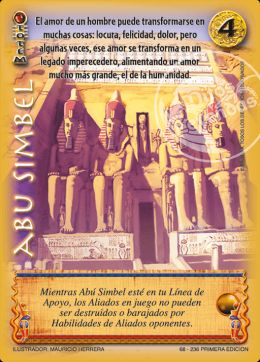 El amor de un hombre puede transformarse en
muchas cosas: locura, felicidad, dolor, pero
algunas veces, ese amor se transforma en un
legado imperecedero, alimentando un amor
mucho más grande, el de la humanidad.
4
ABU SIMBEL
Mientras Abú Simbel esté en tu Línea de
Apoyo, los Aliados en juego no pueden
ser destruidos o barajados por
Habilidades de Aliados oponentes.
ILUSTRADOR: MAURICIO HERRERA
68 - 236 PRIMERA EDICION